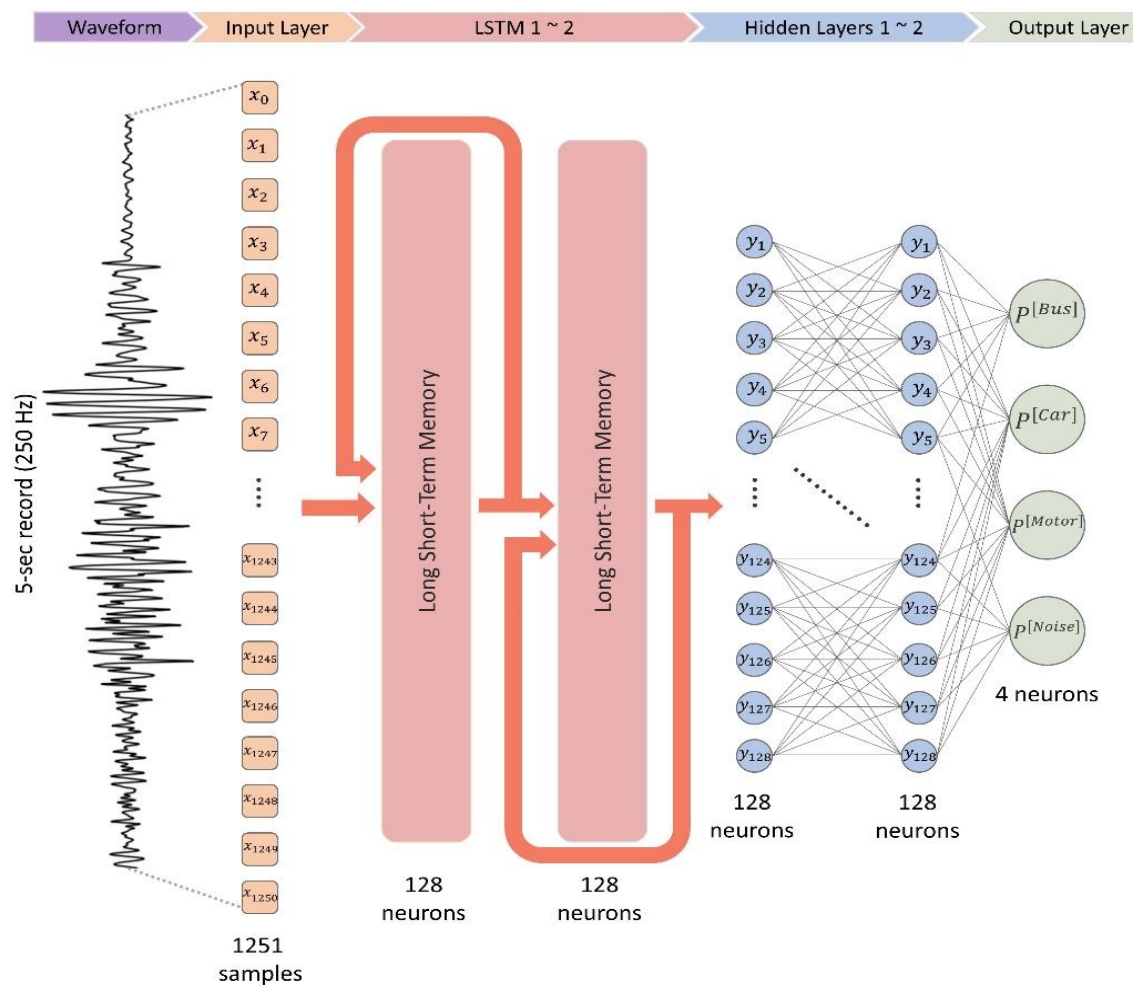 Waveform
Input Layer
LSTM 1 ~ 2
Hidden Layers 1 ~ 2
Output Layer
5-sec record (250 Hz)
x₀
x₁
x₂
x₃
x₄
x₅
x₆
x₇
x₁₂₄₃
x₁₂₄₄
x₁₂₄₅
x₁₂₄₆
x₁₂₄₇
x₁₂₄₈
x₁₂₄₉
x₁₂₅₀
1251
samples
Long Short-Term Memory
128
neurons
Long Short-Term Memory
128
neurons
y₁
y₂
y₃
y₄
y₅
y₁₂₄
y₁₂₅
y₁₂₆
y₁₂₇
y₁₂₈
128
neurons
y₁
y₂
y₃
y₄
y₅
y₁₂₄
y₁₂₅
y₁₂₆
y₁₂₇
y₁₂₈
128
neurons
P[Bus]
P[Car]
P[Motor]
P[Noise]
4 neurons